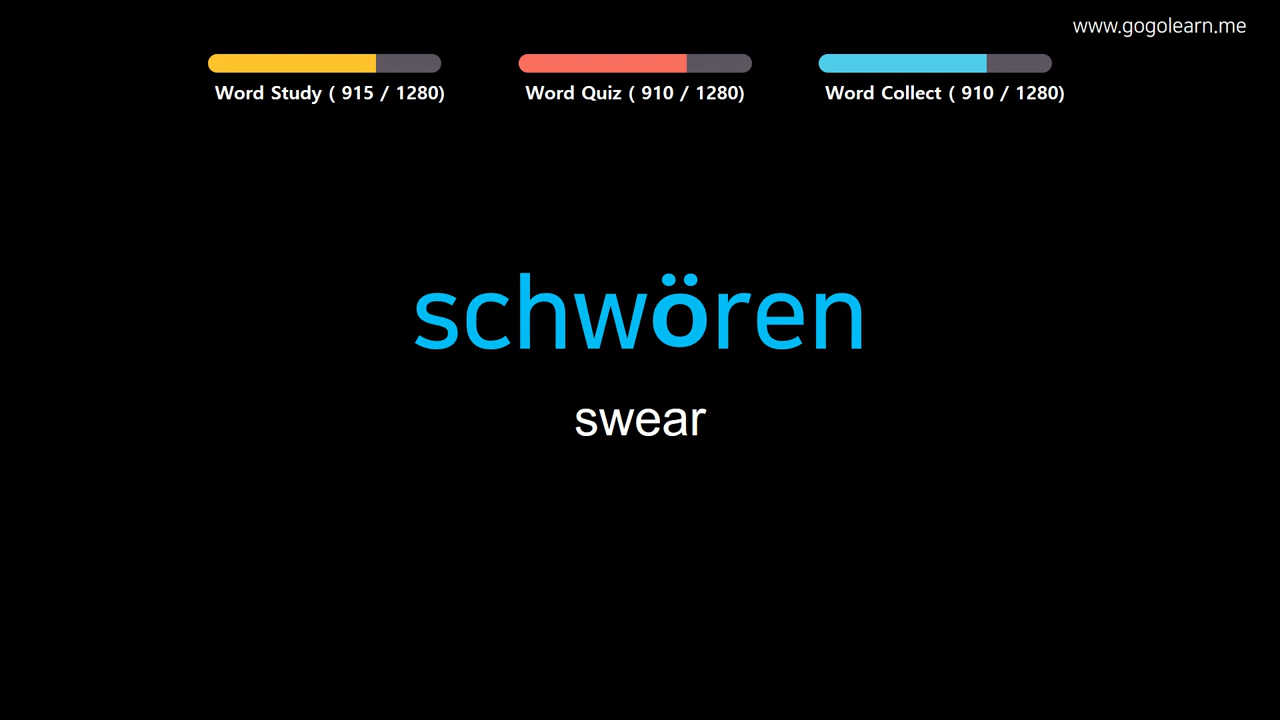 www.gogolearn.me
Word Study ( 915 / 1280)
Word Quiz ( 910 / 1280)
Word Collect ( 910 / 1280)
schwören
swear